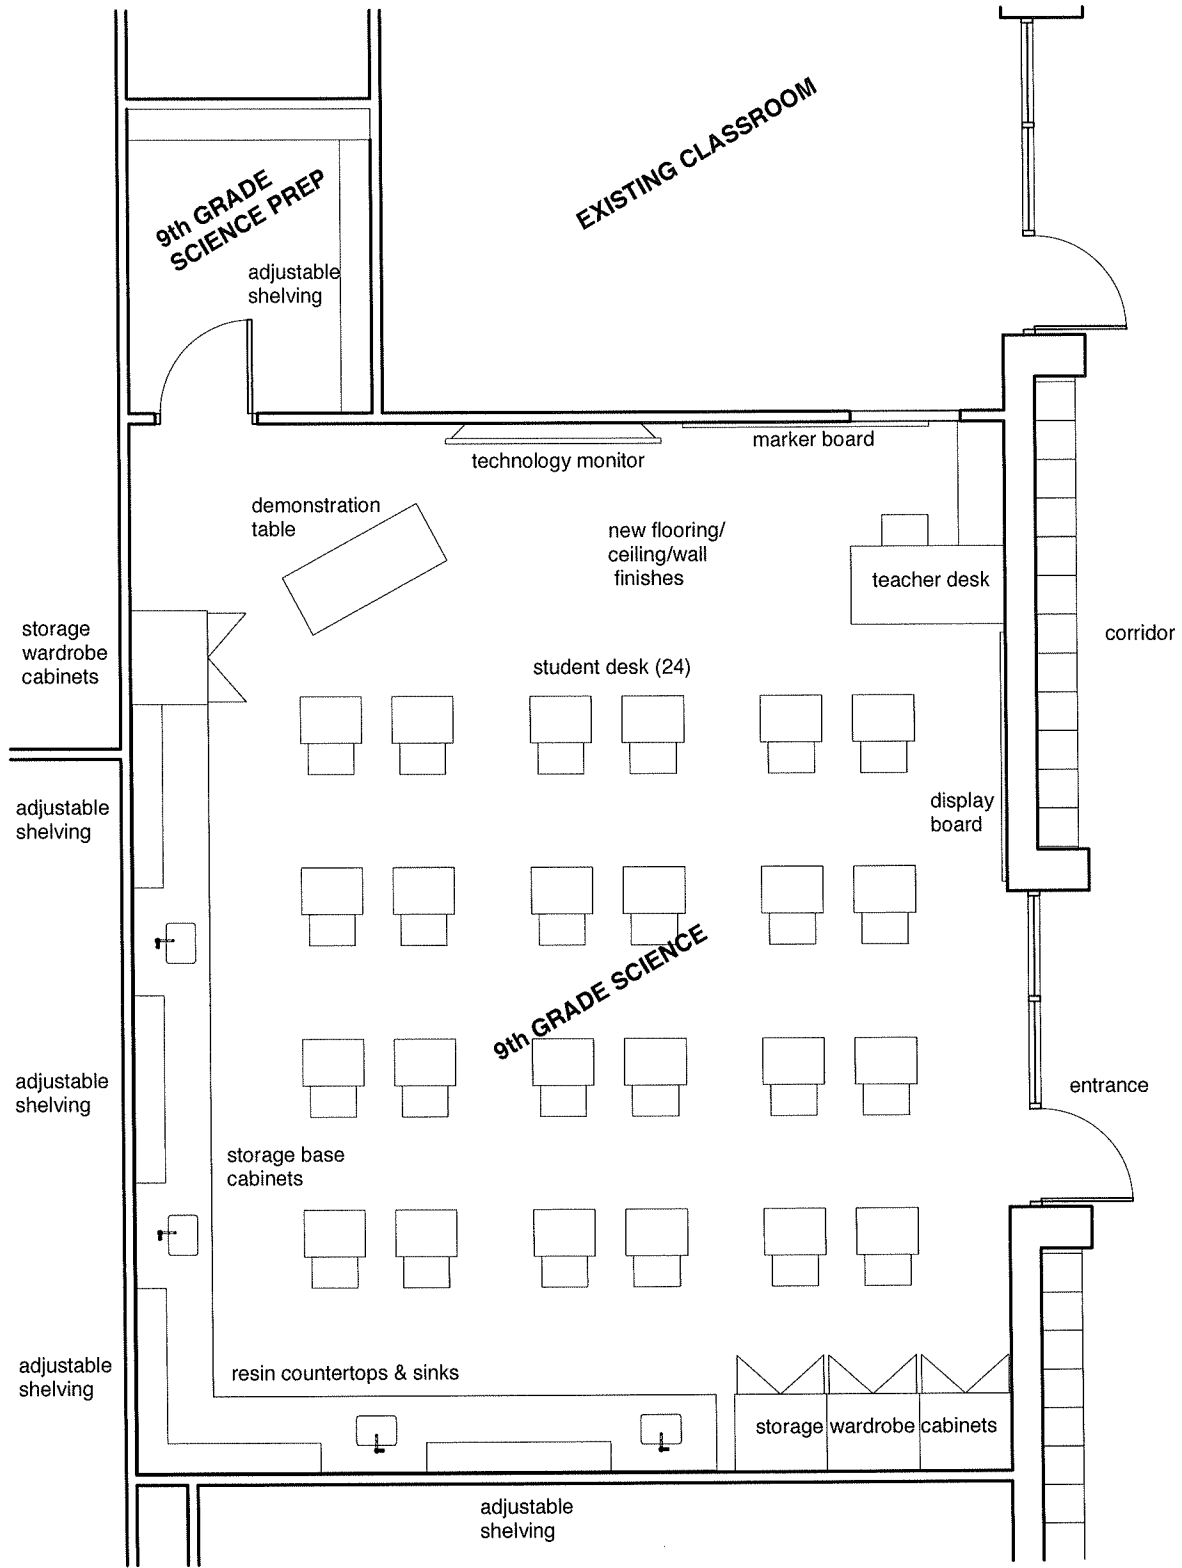 EXISTING CLASSROOM
9th GRADE
SCIENCE PREP
adjustable
shelving
marker board
technology monitor
demonstration
table
new flooring/
ceiling/wall
finishes
teacher desk
storage
wardrobe
cabinets
corridor
student desk (24)
adjustable
shelving
display
board
9th GRADE SCIENCE
adjustable
shelving
entrance
storage base
cabinets
adjustable
shelving
resin countertops & sinks
storage wardrobe cabinets
adjustable
shelving